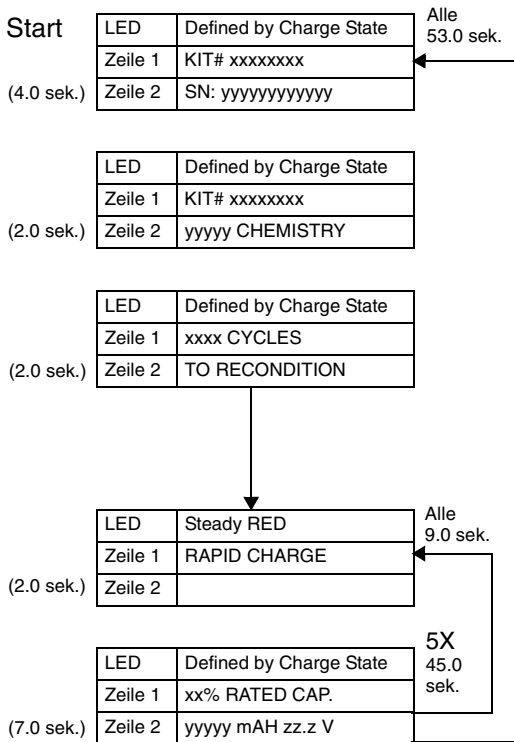 Start
LED Defined by Charge State
Alle
53.0 sek.
Zeile 1 KIT# xxxxxxxx
(4.0 sek.) Zeile 2 SN: yyyyyyyyyyyy
LED Defined by Charge State
Zeile 1 KIT# xxxxxxxx
(2.0 sek.) Zeile 2 yyyyy CHEMISTRY
LED Defined by Charge State
Zeile 1 xxxx CYCLES
(2.0 sek.) Zeile 2 TO RECONDITION
LED Steady RED
Alle
9.0 sek.
Zeile 1 RAPID CHARGE
(2.0 sek.) Zeile 2
5X
45.0
sek.
LED Defined by Charge State
Zeile 1 xx% RATED CAP.
(7.0 sek.) Zeile 2 yyyyy mAH zz.z V